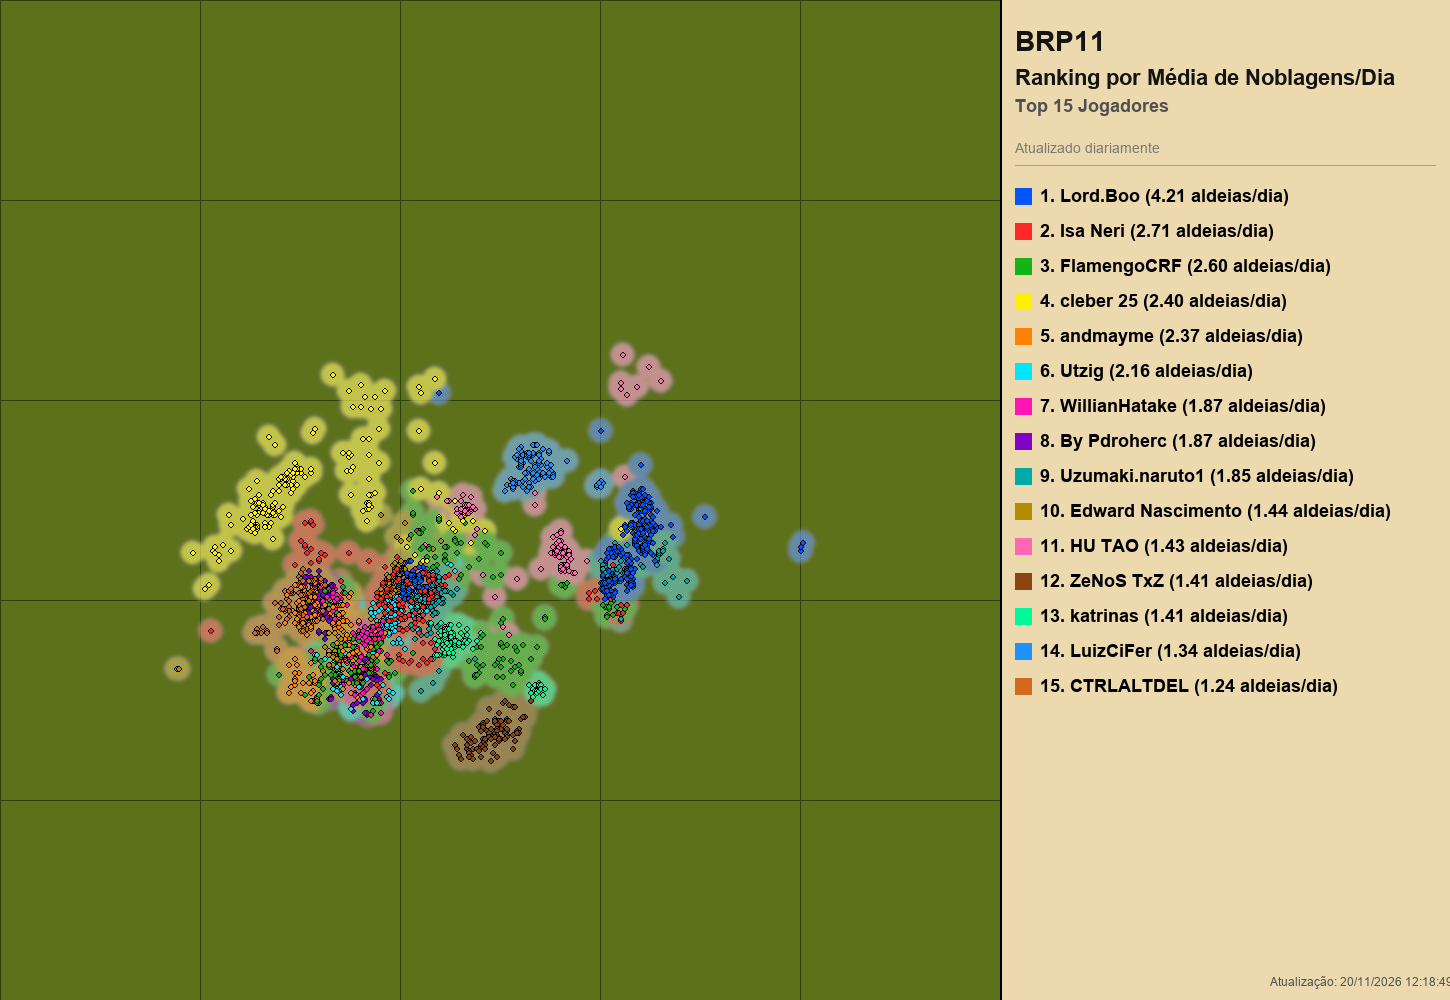 BRP11
Ranking por Média de Noblagens/Dia
Top 15 Jogadores
Atualizado diariamente
1. Lord.Boo (4.21 aldeias/dia)
2. Isa Neri (2.71 aldeias/dia)
3. FlamengoCRF (2.60 aldeias/dia)
4. cleber 25 (2.40 aldeias/dia)
5. andmayme (2.37 aldeias/dia)
6. Utzig (2.16 aldeias/dia)
7. WillianHatake (1.87 aldeias/dia)
8. By Pdroherc (1.87 aldeias/dia)
9. Uzumaki.naruto1 (1.85 aldeias/dia)
10. Edward Nascimento (1.44 aldeias/dia)
11. HU TAO (1.43 aldeias/dia)
12. ZeNoS TxZ (1.41 aldeias/dia)
13. katrinas (1.41 aldeias/dia)
14. LuizCiFer (1.34 aldeias/dia)
15. CTRLALTDEL (1.24 aldeias/dia)
Atualização: 20/11/2026 12:18:49